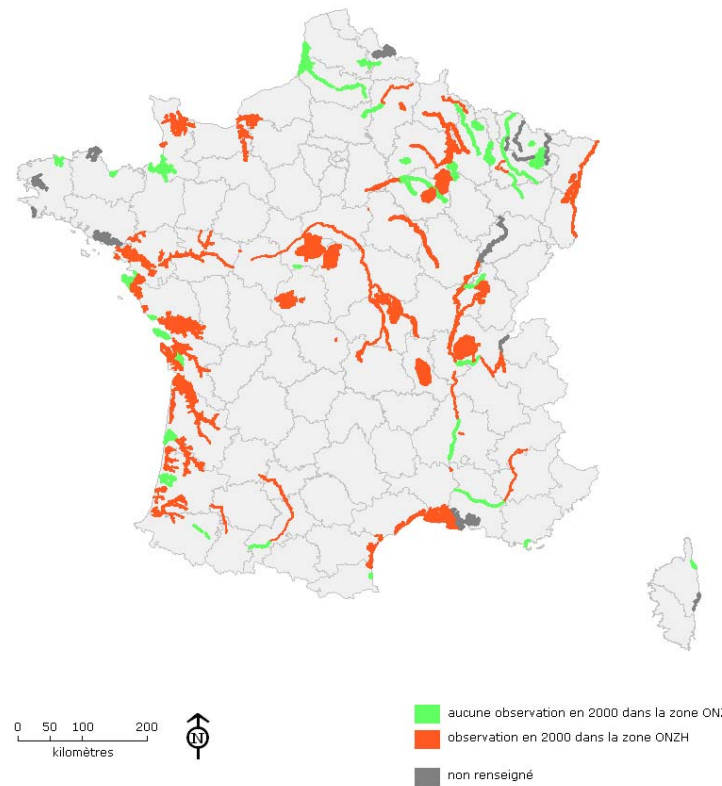 0 50 100 200
kilomètres
N
aucune observation en 2000 dans la zone ON
observation en 2000 dans la zone ONZH
non renseigné